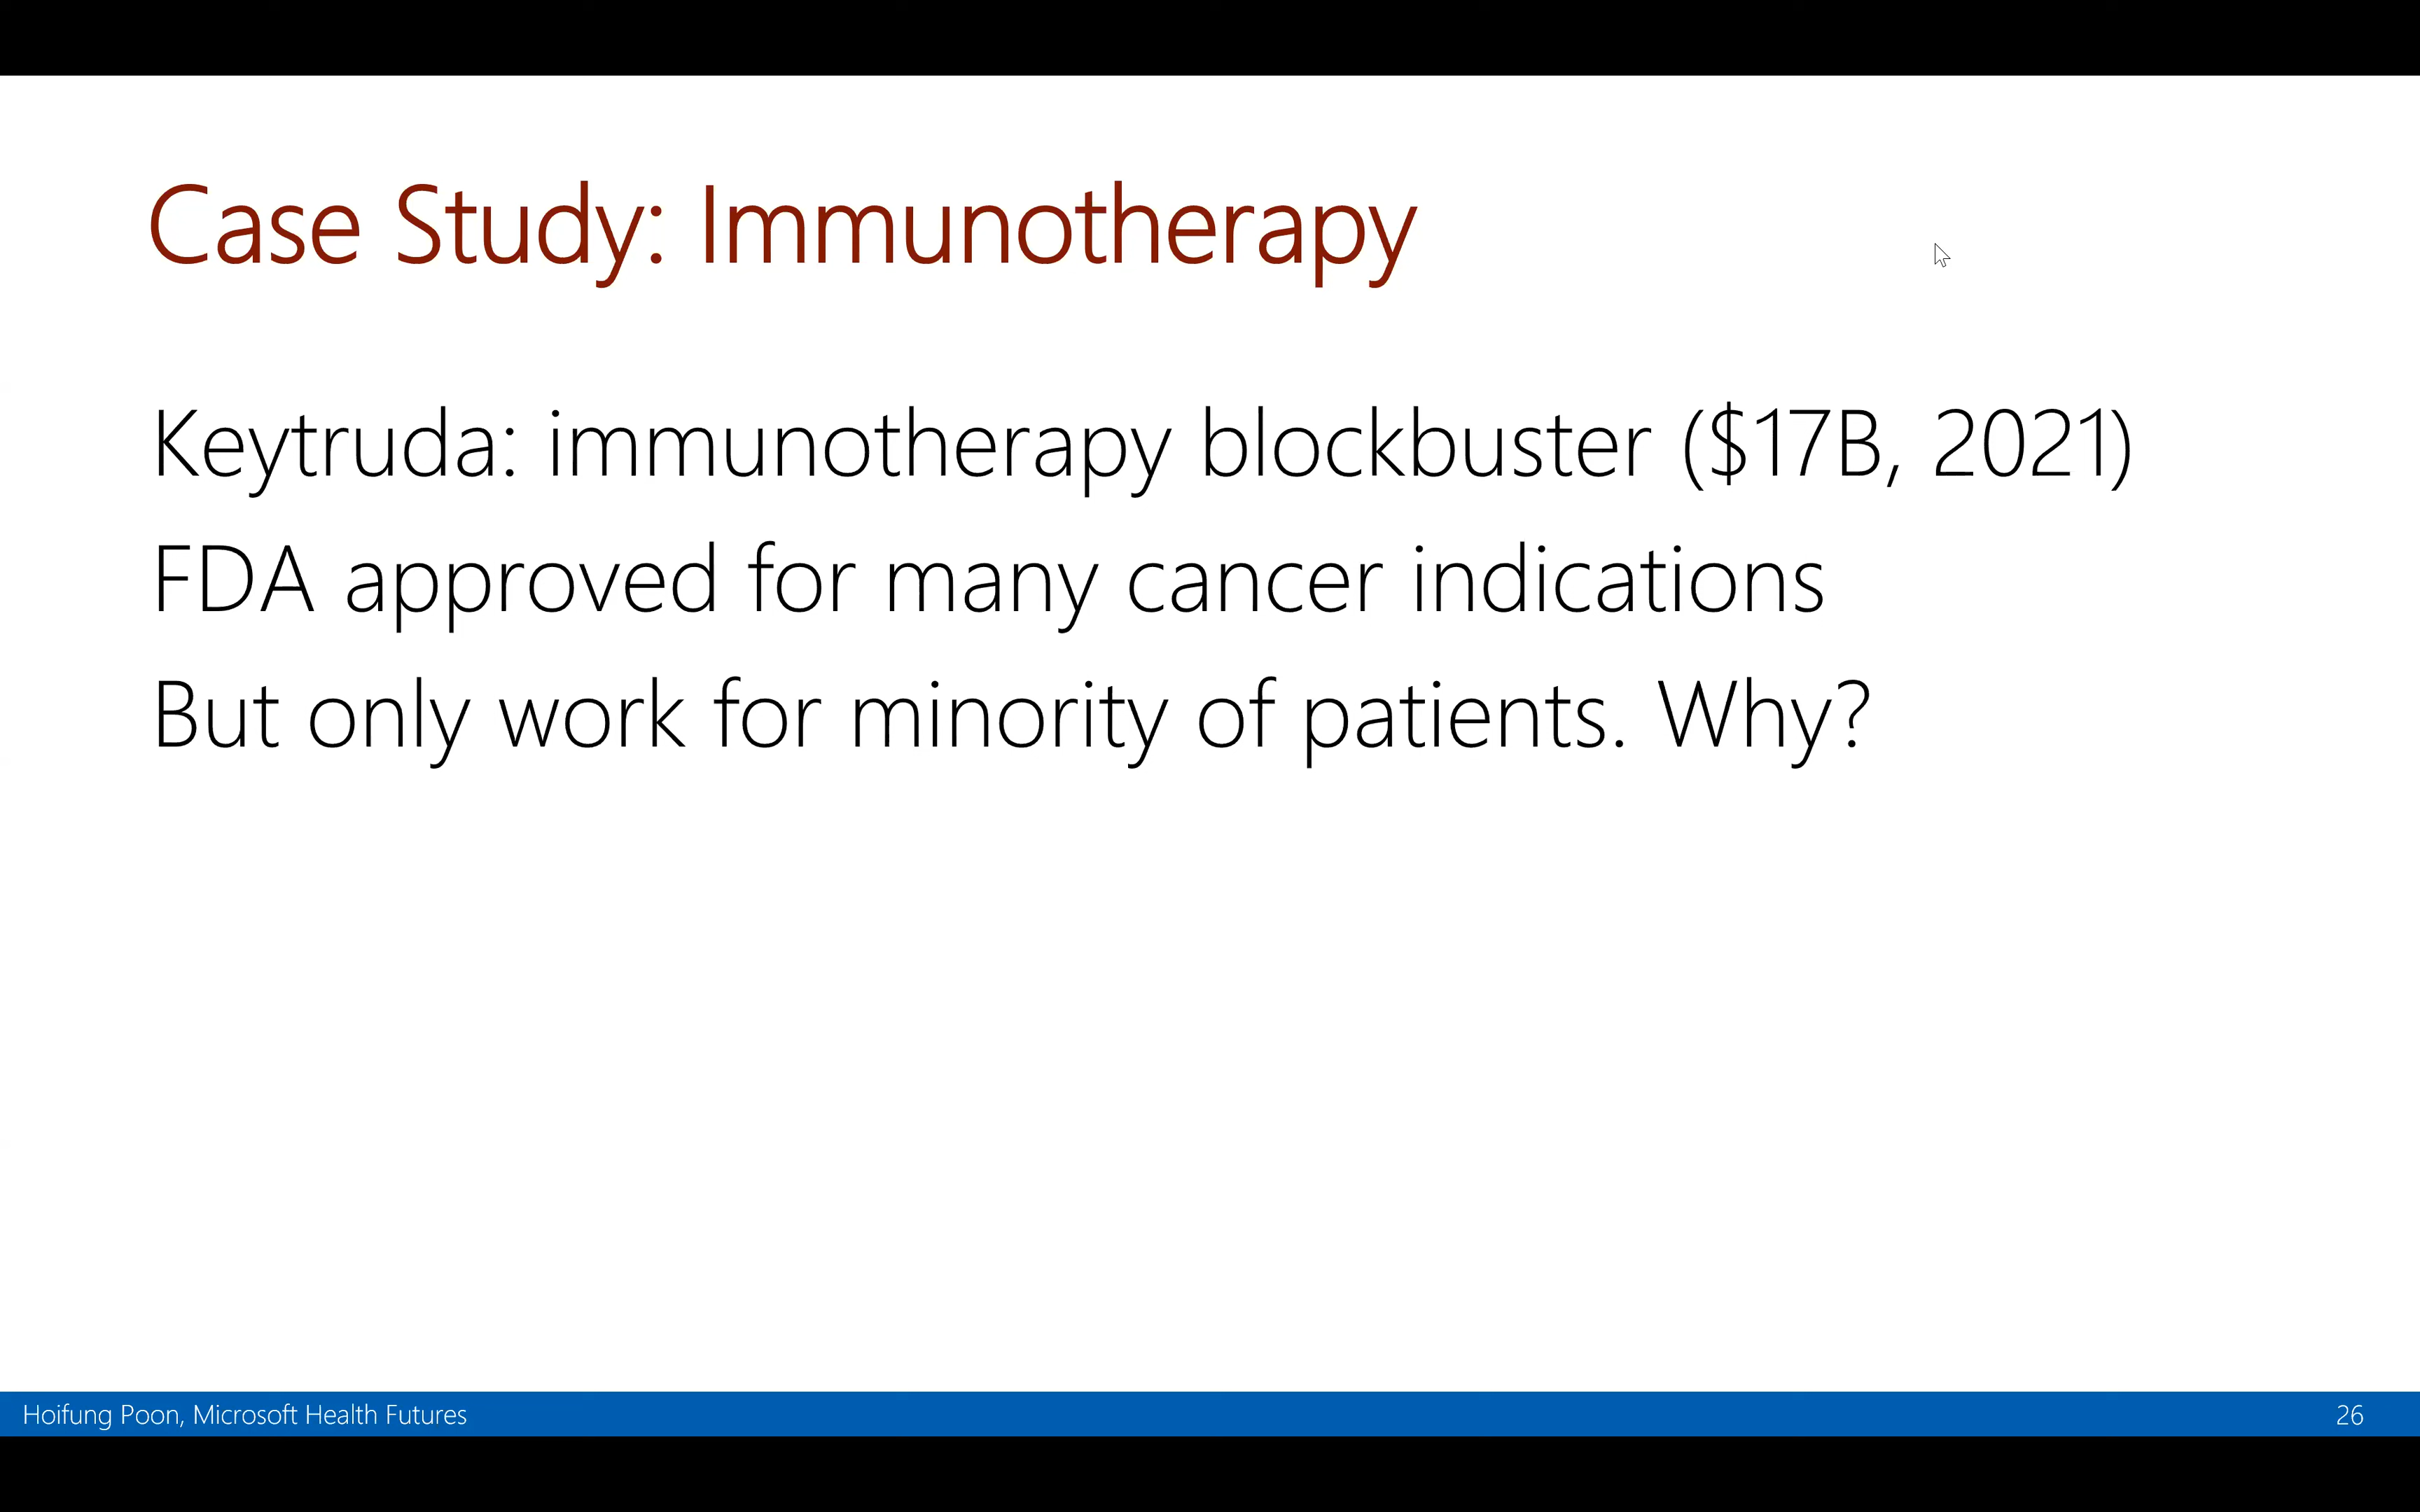 Case Study: Immunotherapy
Keytruda: immunotherapy blockbuster ($17B, 2021)
FDA approved for many cancer indications
But only work for minority of patients. Why?
Hoifung Poon, Microsoft Health Futures
26